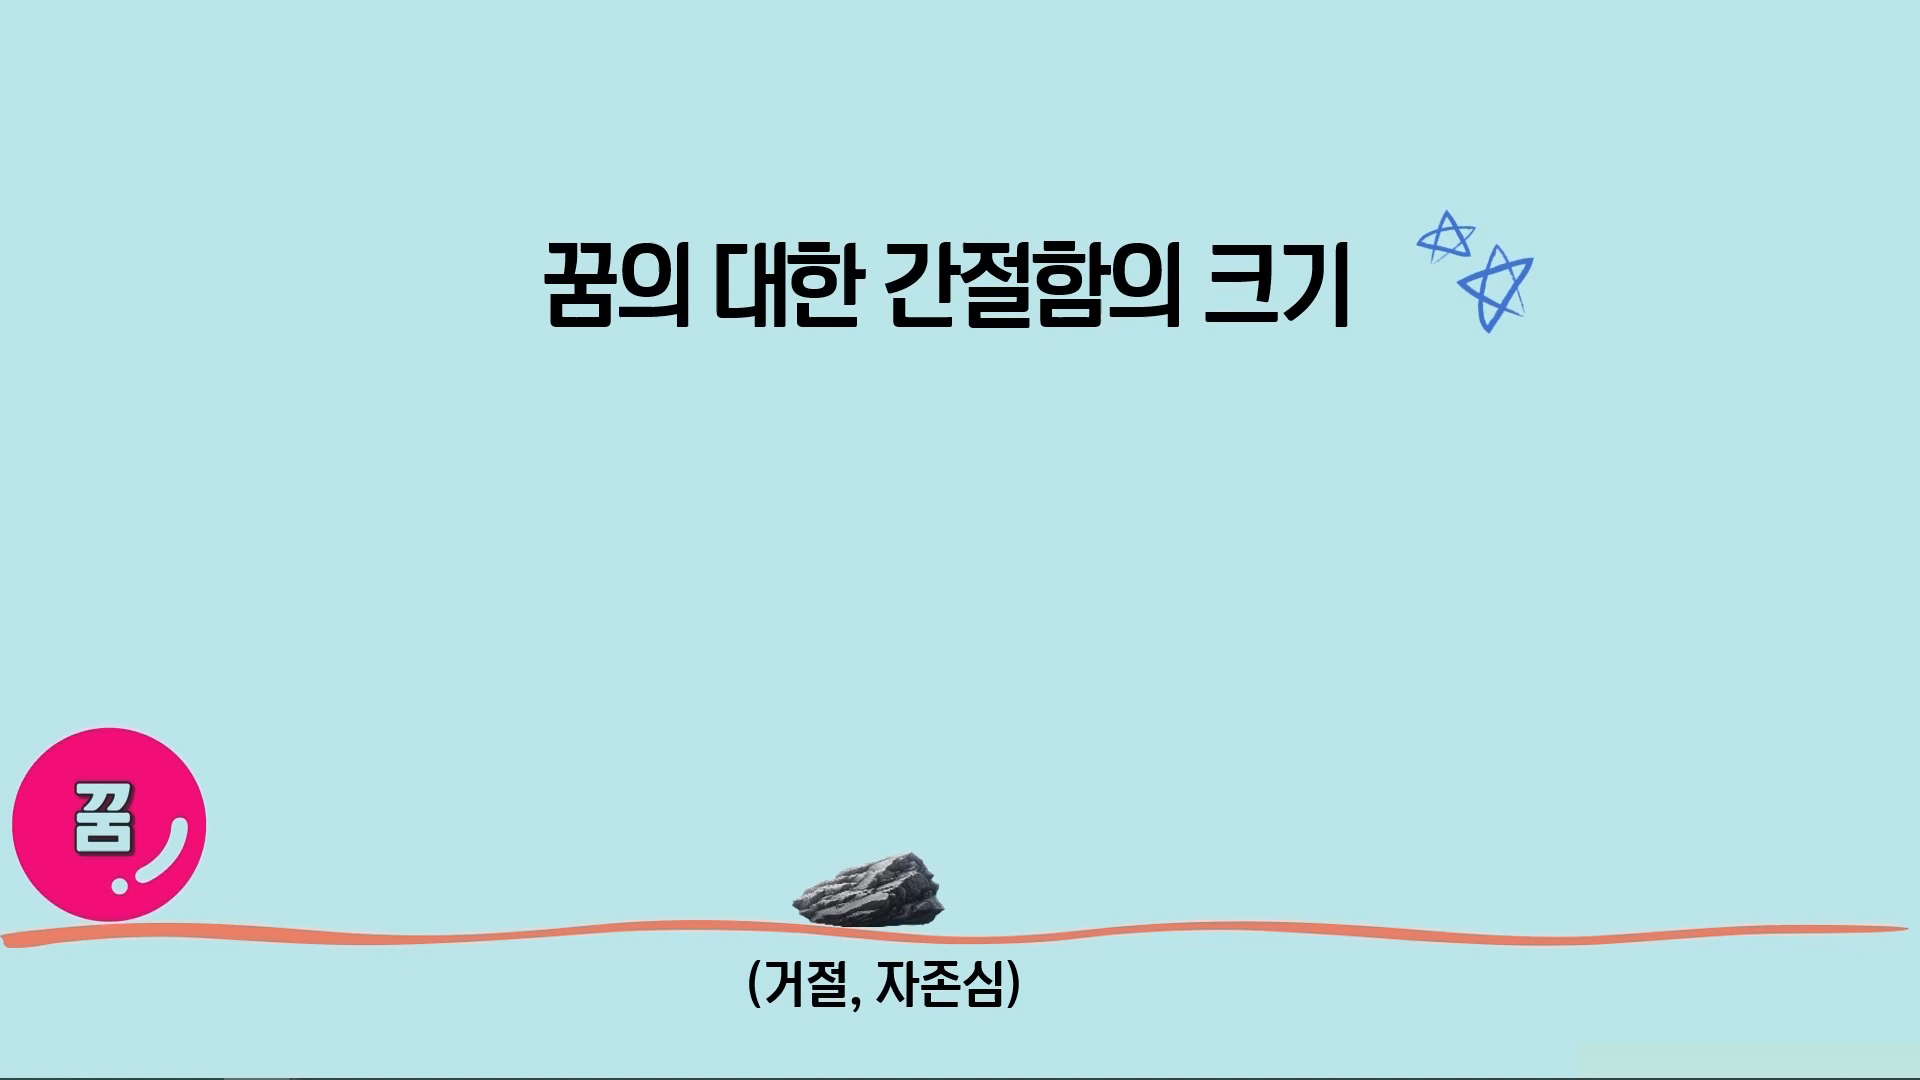 꿈의 대한 간절함의 크기
꿈
(거절, 자존심)